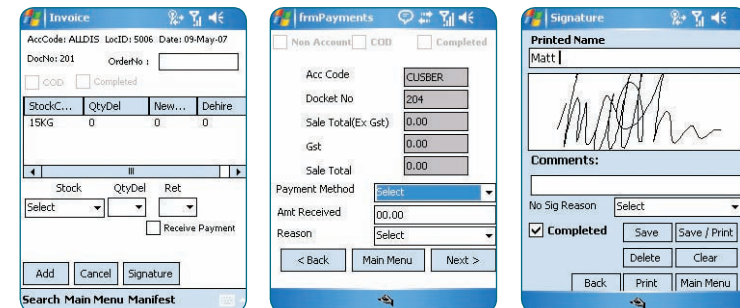 Invoice
AccCode: ALLDIS LocID: 5006 Date: 09-May-07
DocNo: 201 OrderNo :
COD Completed
StockC... QtyDel New... Dehire
15KG 0 0 0
Stock QtyDel Ret
Select
Receive Payment
Add Cancel Signature
Search Main Menu Manifest
frmPayments
Non Account COD Completed
Acc Code CUSBER
Docket No 204
Sale Total(Ex Gst) 0.00
Gst 0.00
Sale Total 0.00
Payment Method Select
Amt Received 00.00
Reason Select
< Back Main Menu Next >
Signature
Printed Name
Matt
Comments:
No Sig Reason Select
Completed Save Save / Print
Delete Clear
Back Print Main Menu